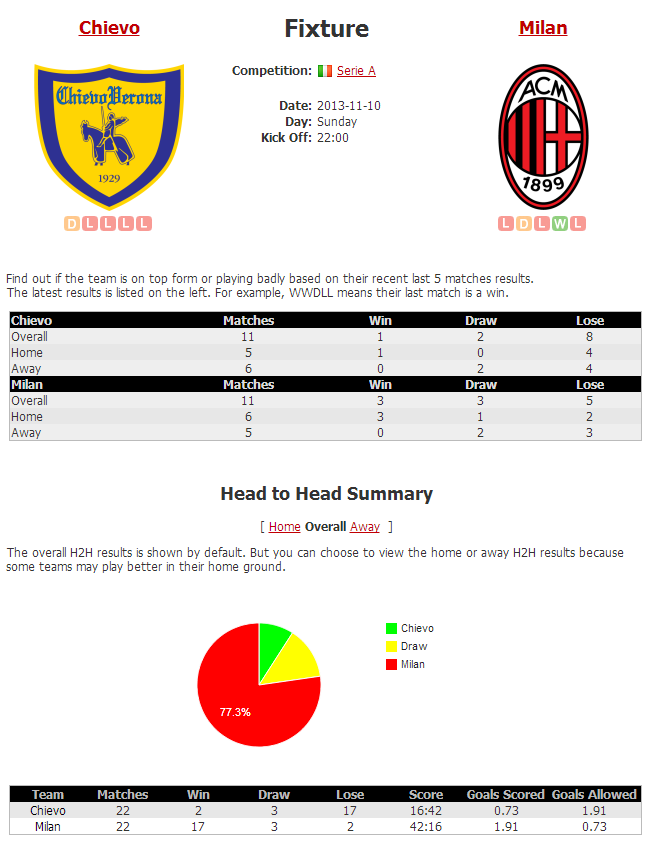 Chievo
Fixture
Milan
Competition: Serie A
Date: 2013-11-10
Day: Sunday
Kick Off: 22:00
ChievoVerona
1929
ACM
1899
D L L L L
L D L W L
Find out if the team is on top form or playing badly based on their recent last 5 matches results.
The latest results is listed on the left. For example, WWDLL means their last match is a win.
Chievo Matches Win Draw Lose
Overall 11 1 2 8
Home 5 1 0 4
Away 6 0 2 4
Milan Matches Win Draw Lose
Overall 11 3 3 5
Home 6 3 1 2
Away 5 0 2 3
Head to Head Summary
[ Home Overall Away ]
The overall H2H results is shown by default. But you can choose to view the home or away H2H results because
some teams may play better in their home ground.
Chievo
Draw
Milan
77.3%
Team Matches Win Draw Lose Score Goals Scored Goals Allowed
Chievo 22 2 3 17 16:42 0.73 1.91
Milan 22 17 3 2 42:16 1.91 0.73